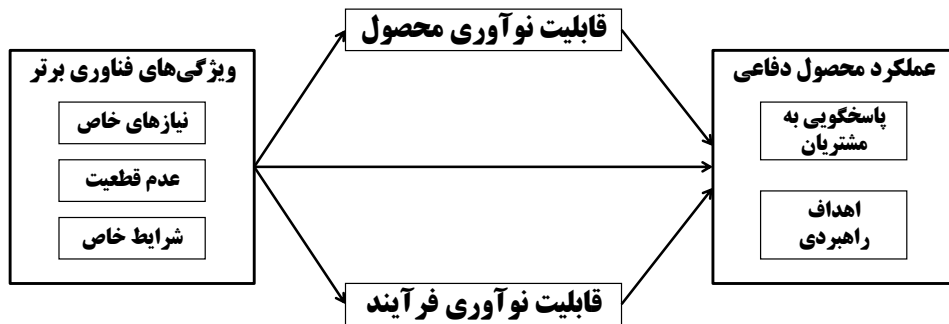 قابلیت نوآوری محصول
ویژگی‌های فناوری برتر
نیازهای خاص
عدم قطعیت
شرایط خاص
عملکرد محصول دفاعی
پاسخگویی به
مشتریان
اهداف
راهبردی
قابلیت نوآوری فرآیند